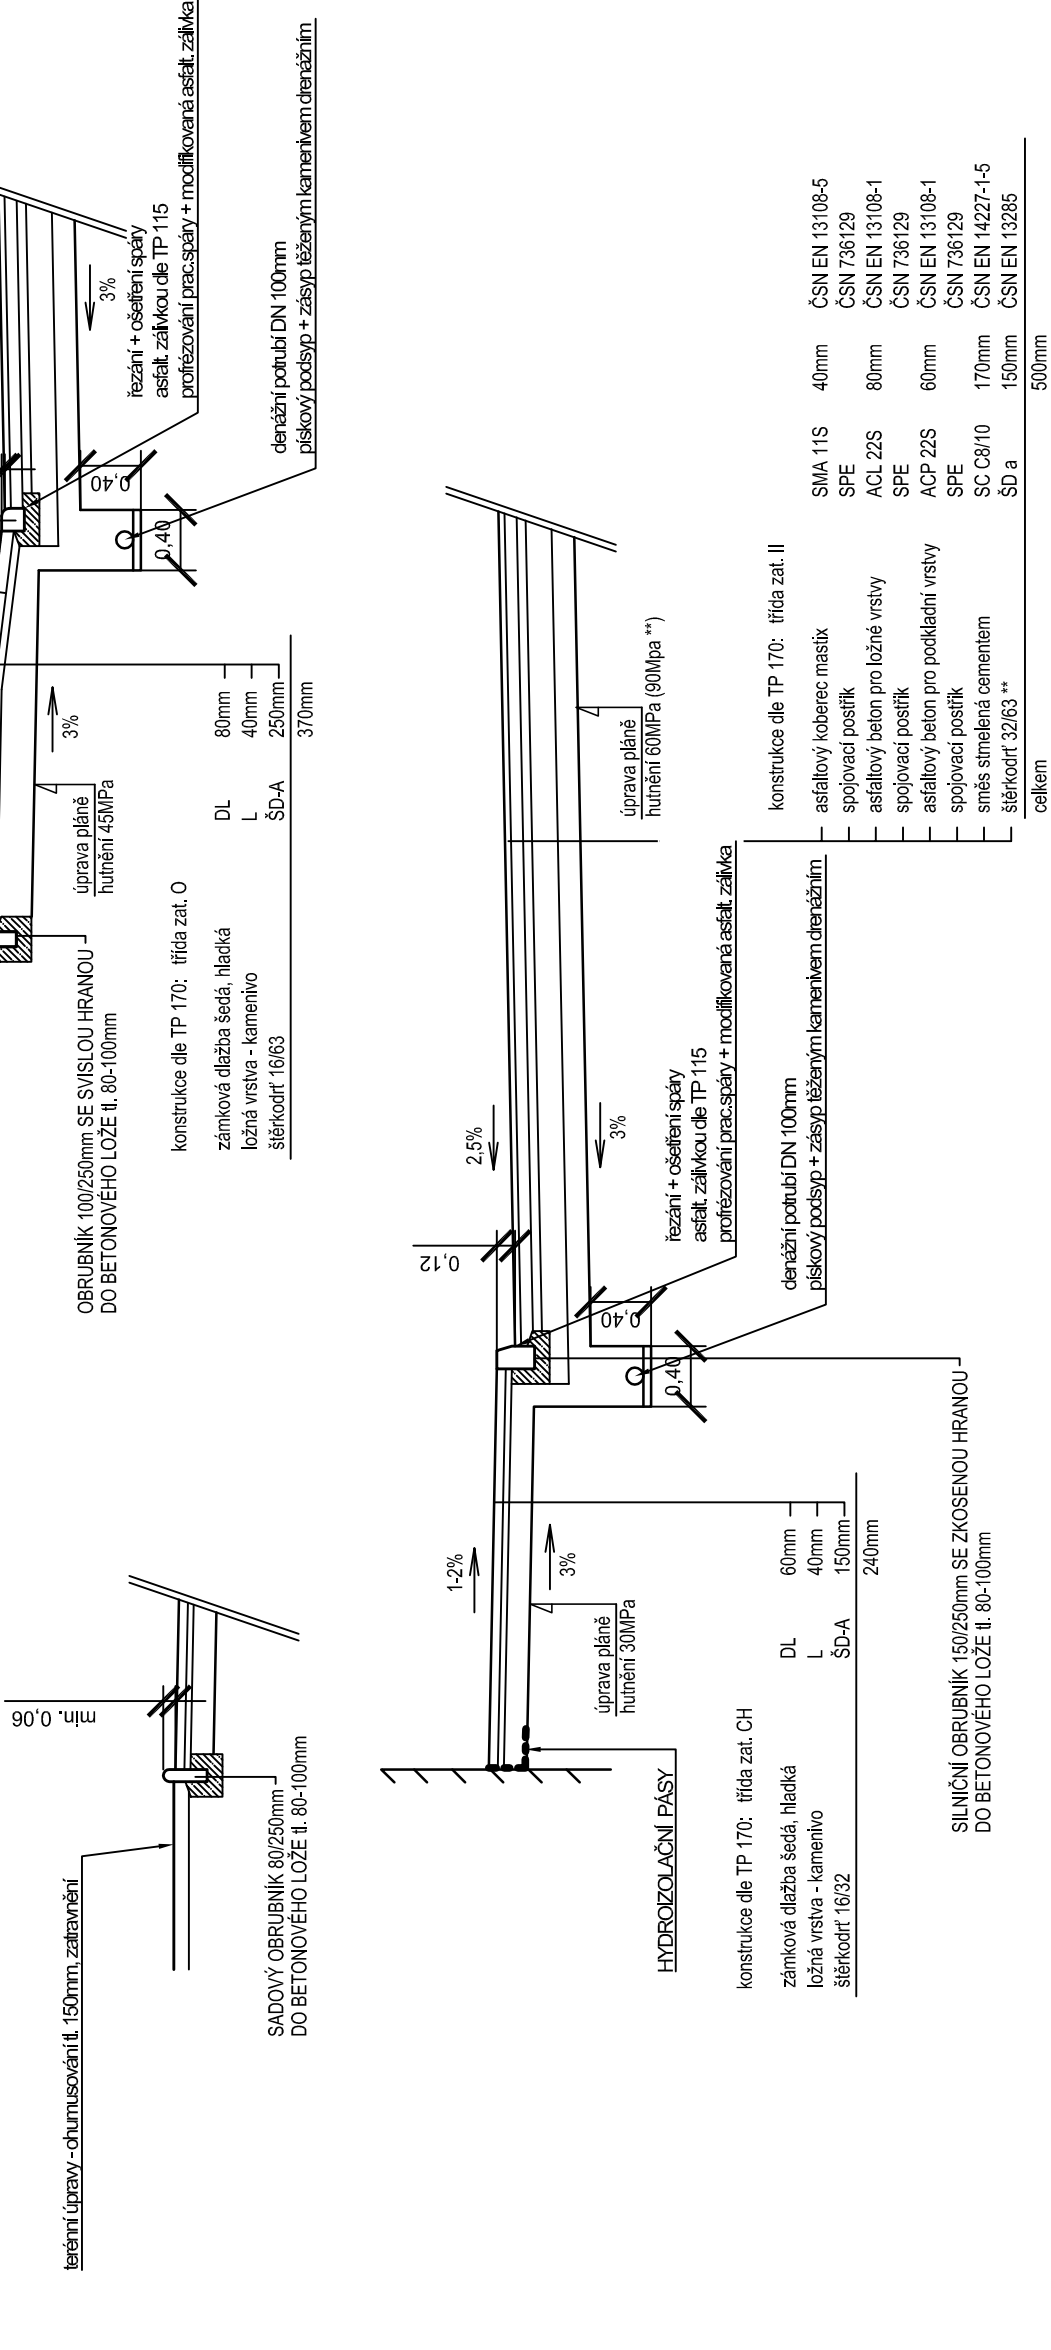 terénní úpravy - ohumusování tl. 150mm, zatravnění
min. 0,06
SADOVÝ OBRUBNÍK 80/250mm
DO BETONOVÉHO LOŽE tl. 80-100mm
OBRUBNÍK 100/250mm SE SVISLOU HRANOU
DO BETONOVÉHO LOŽE tl. 80-100mm
úprava pláně
hutnění 45MPa
3%
konstrukce dle TP 170: třída zat. O
zámková dlažba šedá, hladká DL 80mm
ložná vrstva - kamenivo L 40mm
štěrkodrť 16/63 ŠD-A 250mm
370mm
0,40
0,40
3%
řezání + ošetření spáry
asfalt. zálivkou dle TP 115
profrézování prac.spáry + modifikovaná asfalt. zálivka
denážní potrubí DN 100mm
pískový podsyp + zásyp těženým kamenivem drenážním
HYDROIZOLAČNÍ PÁSY
1-2%
3%
úprava pláně
hutnění 30MPa
konstrukce dle TP 170: třída zat. CH
zámková dlažba šedá, hladká DL 60mm
ložná vrstva - kamenivo L 40mm
štěrkodrť 16/32 ŠD-A 150mm
240mm
0,12
2,5%
3%
0,40
0,40
řezání + ošetření spáry
asfalt. zálivkou dle TP 115
profrézování prac.spáry + modifikovaná asfalt. zálivka
denážní potrubí DN 100mm
pískový podsyp + zásyp těženým kamenivem drenážním
SILNIČNÍ OBRUBNÍK 150/250mm SE ZKOSENOU HRANOU
DO BETONOVÉHO LOŽE tl. 80-100mm
úprava pláně
hutnění 60MPa (90Mpa **)
konstrukce dle TP 170: třída zat. II
asfaltový koberec mastix SMA 11S 40mm ČSN EN 13108-5
spojovací postřik SPE ČSN 736129
asfaltový beton pro ložné vrstvy ACL 22S 80mm ČSN EN 13108-1
spojovací postřik SPE ČSN 736129
asfaltový beton pro podkladní vrstvy ACP 22S 60mm ČSN EN 13108-1
spojovací postřik SPE ČSN 736129
směs stmelená cementem SC C8/10 170mm ČSN EN 14227-1-5
štěrkodrť 32/63 ** ŠD a 150mm ČSN EN 13285
celkem 500mm